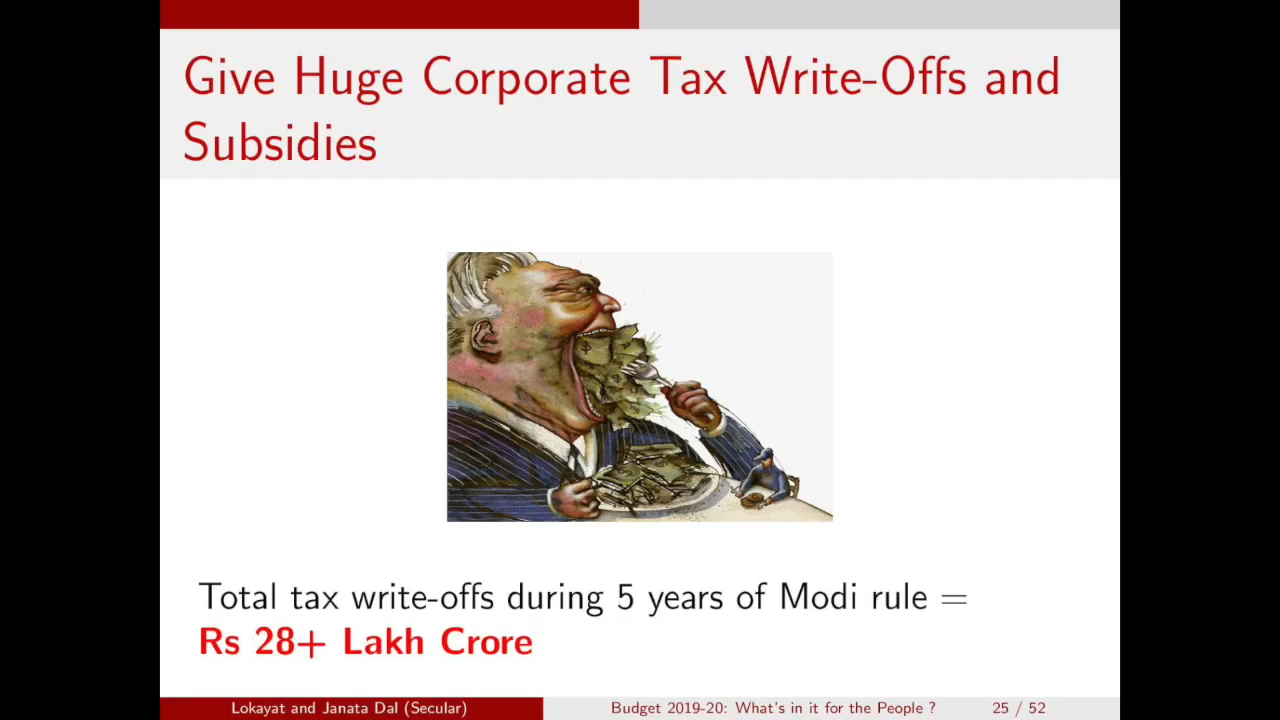 Give Huge Corporate Tax Write-Offs and
Subsidies
Total tax write-offs during 5 years of Modi rule =
Rs 28+ Lakh Crore
Lokayat and Janata Dal (Secular)
Budget 2019-20: What's in it for the People ?
25 / 52